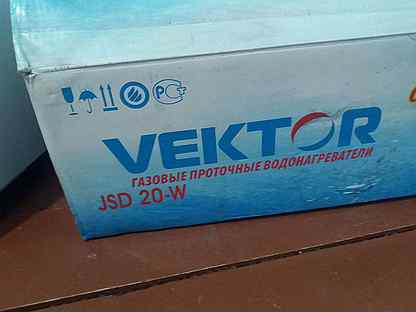 VEKTOR
ГАЗОВЫЕ ПРОТОЧНЫЕ ВОДОНАГРЕВАТЕЛИ
JSD 20-W